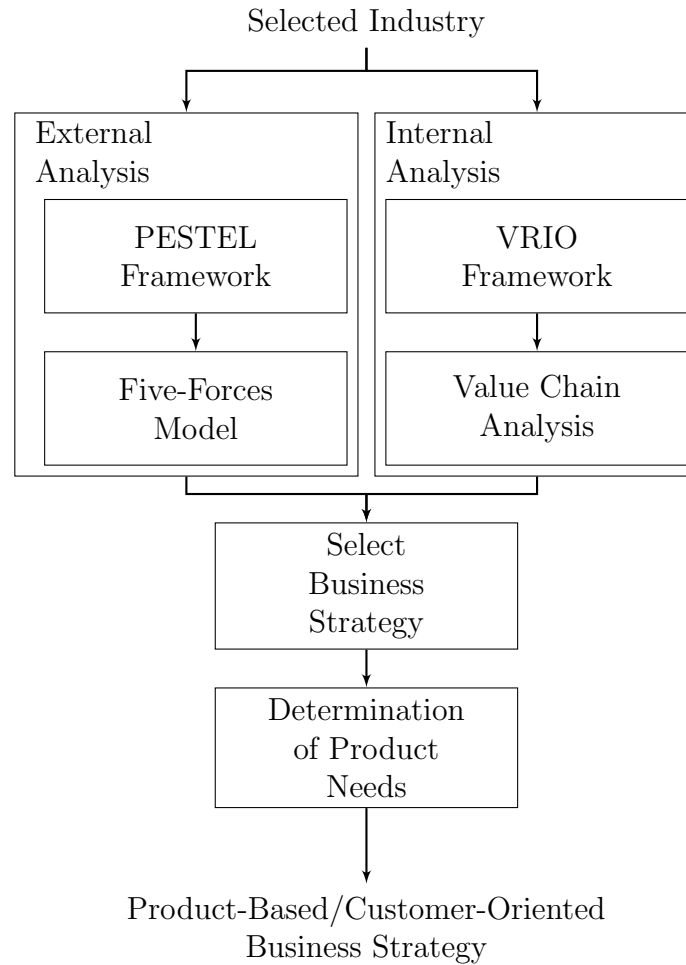 Selected Industry
External
Analysis
PESTEL
Framework
Five-Forces
Model
Internal
Analysis
VRIO
Framework
Value Chain
Analysis
Select
Business
Strategy
Determination
of Product
Needs
Product-Based/Customer-Oriented
Business Strategy